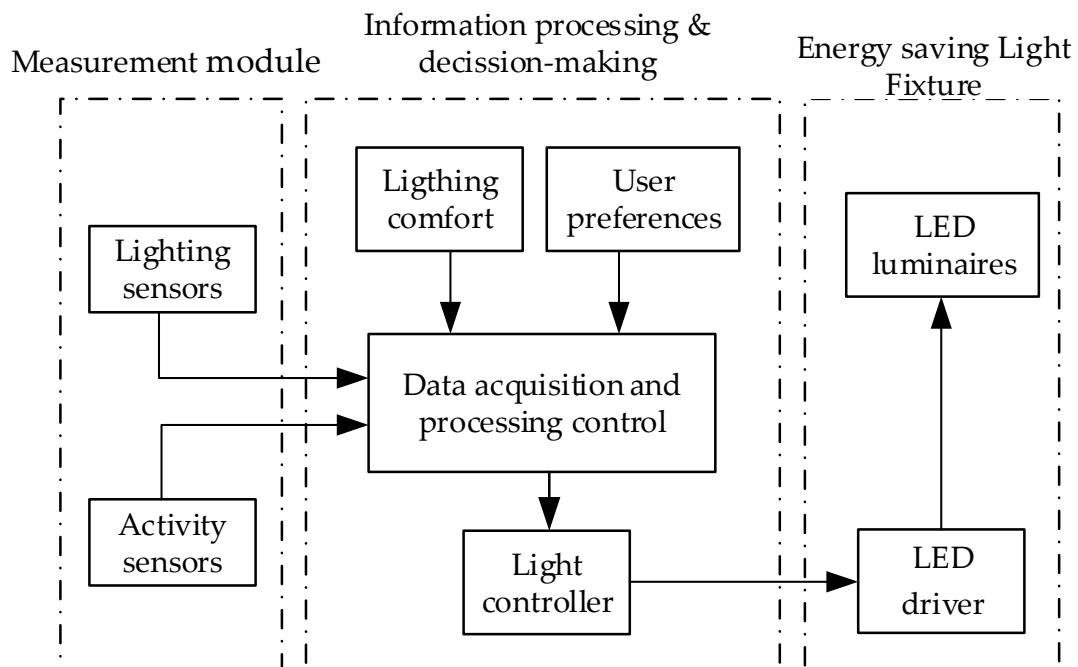 Measurement module
Information processing &
decission-making
Energy saving Light
Fixture
Lighting
sensors
Activity
sensors
Ligthing
comfort
User
preferences
Data acquisition and
processing control
Light
controller
LED
luminaires
LED
driver